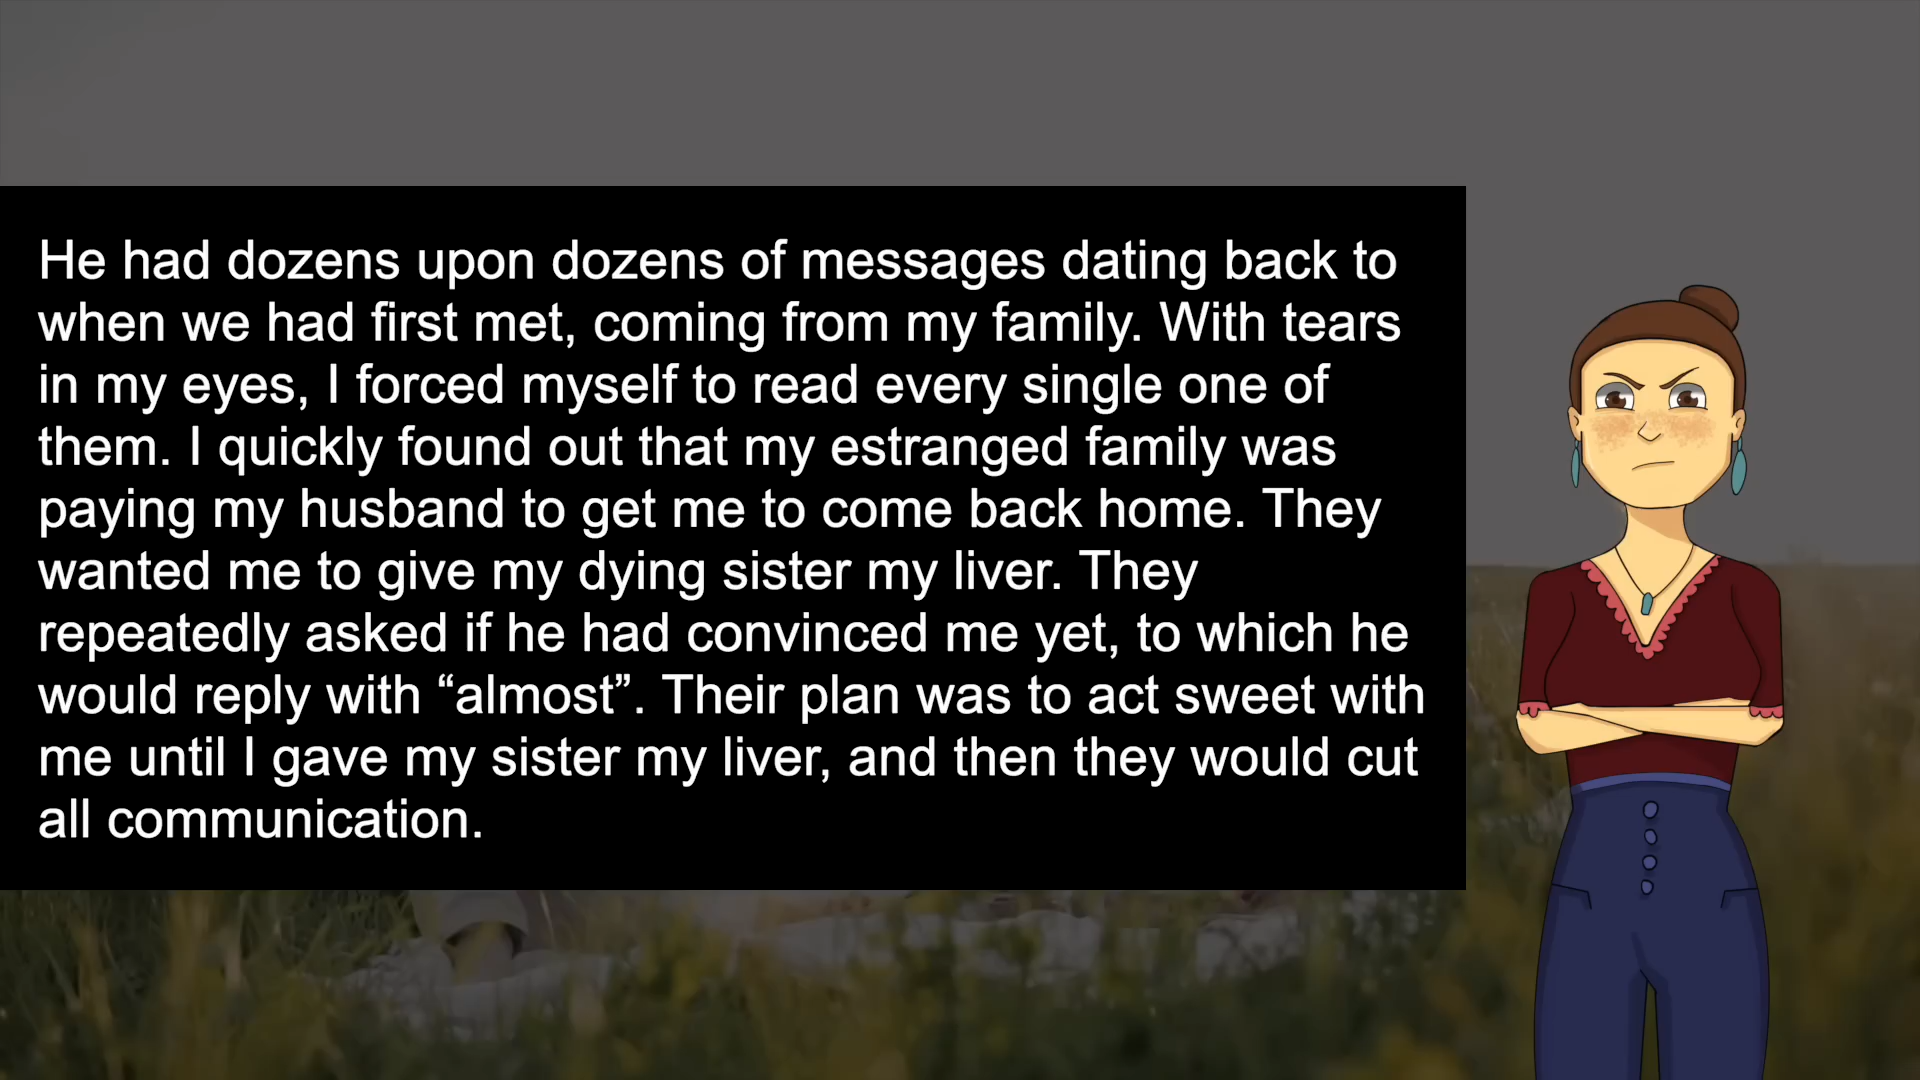 He had dozens upon dozens of messages dating back to
when we had first met, coming from my family. With tears
in my eyes, I forced myself to read every single one of
them. I quickly found out that my estranged family was
paying my husband to get me to come back home. They
wanted me to give my dying sister my liver. They
repeatedly asked if he had convinced me yet, to which he
would reply with “almost”. Their plan was to act sweet with
me until I gave my sister my liver, and then they would cut
all communication.